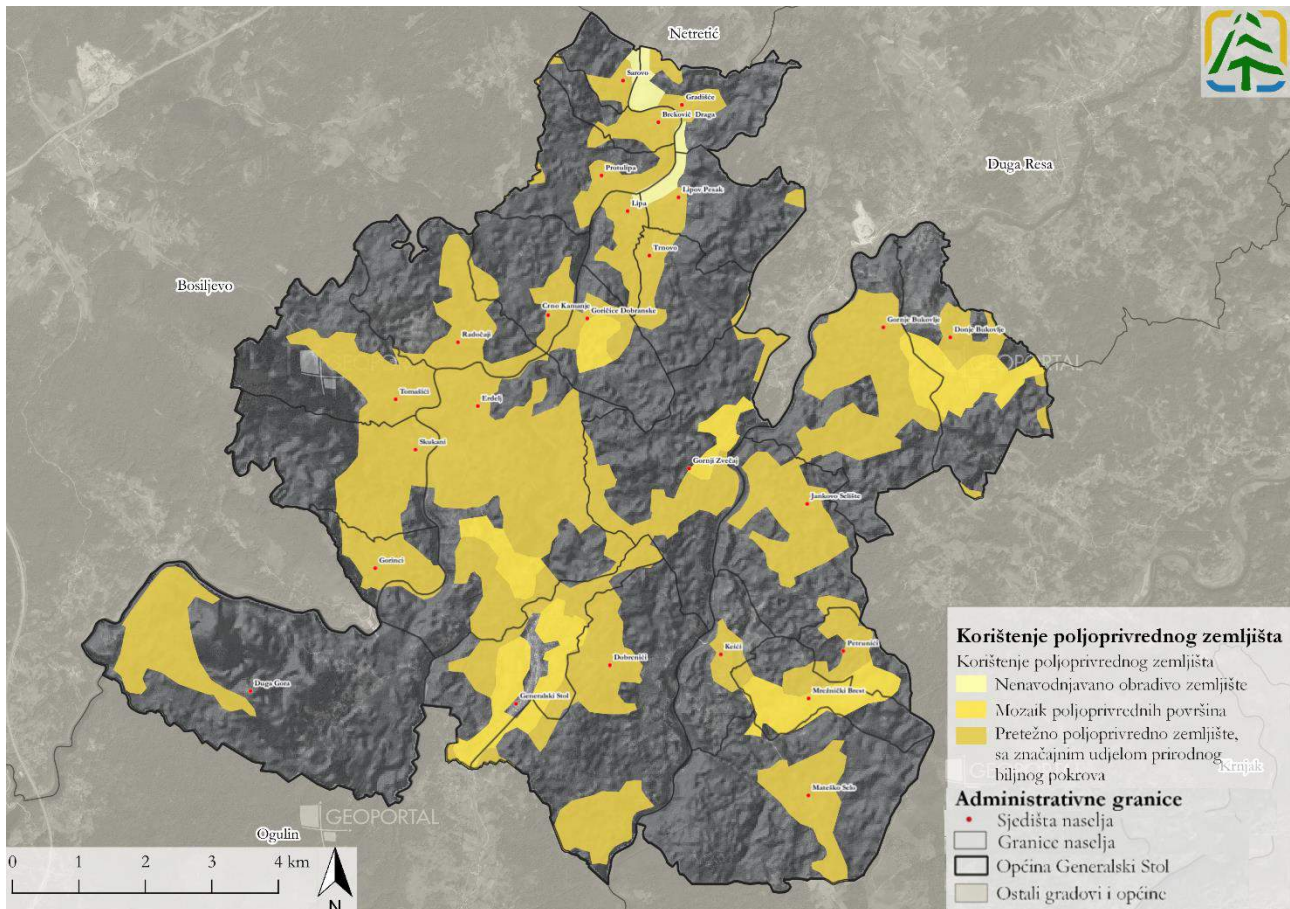 Netretić
Sarovo
Gradišće
Brcković Draga
Duga Resa
Protulipa
Lipov Pesak
Lipa
Trnovo
Bosiljevo
Crno Kamanje
Goričice Dobranske
Gornje Bukovlje
Donje Bukovlje
Radočaji
GEOPORTAL
GEOPORTAL
Tomašići
Erdelj
Skukani
Gornji Zvečaj
Jankovo Selište
Gorinci
Petrunići
Keići
Dobrenići
Duga Gora
Generalski Stol
Mrežnički Brest
Mateško Selo
Krnjak
GEOPORTAL
Ogulin
0 1 2 3 4 km
N
Korištenje poljoprivrednog zemljišta
Korištenje poljoprivrednog zemljišta
Nenavodnjavano obradivo zemljište
Mozaik poljoprivrednih površina
Pretežno poljoprivredno zemljište,
sa značajnim udjelom prirodnog
biljnog pokrova
Administrativne granice
Sjedišta naselja
Granice naselja
Općina Generalski Stol
Ostali gradovi i općine